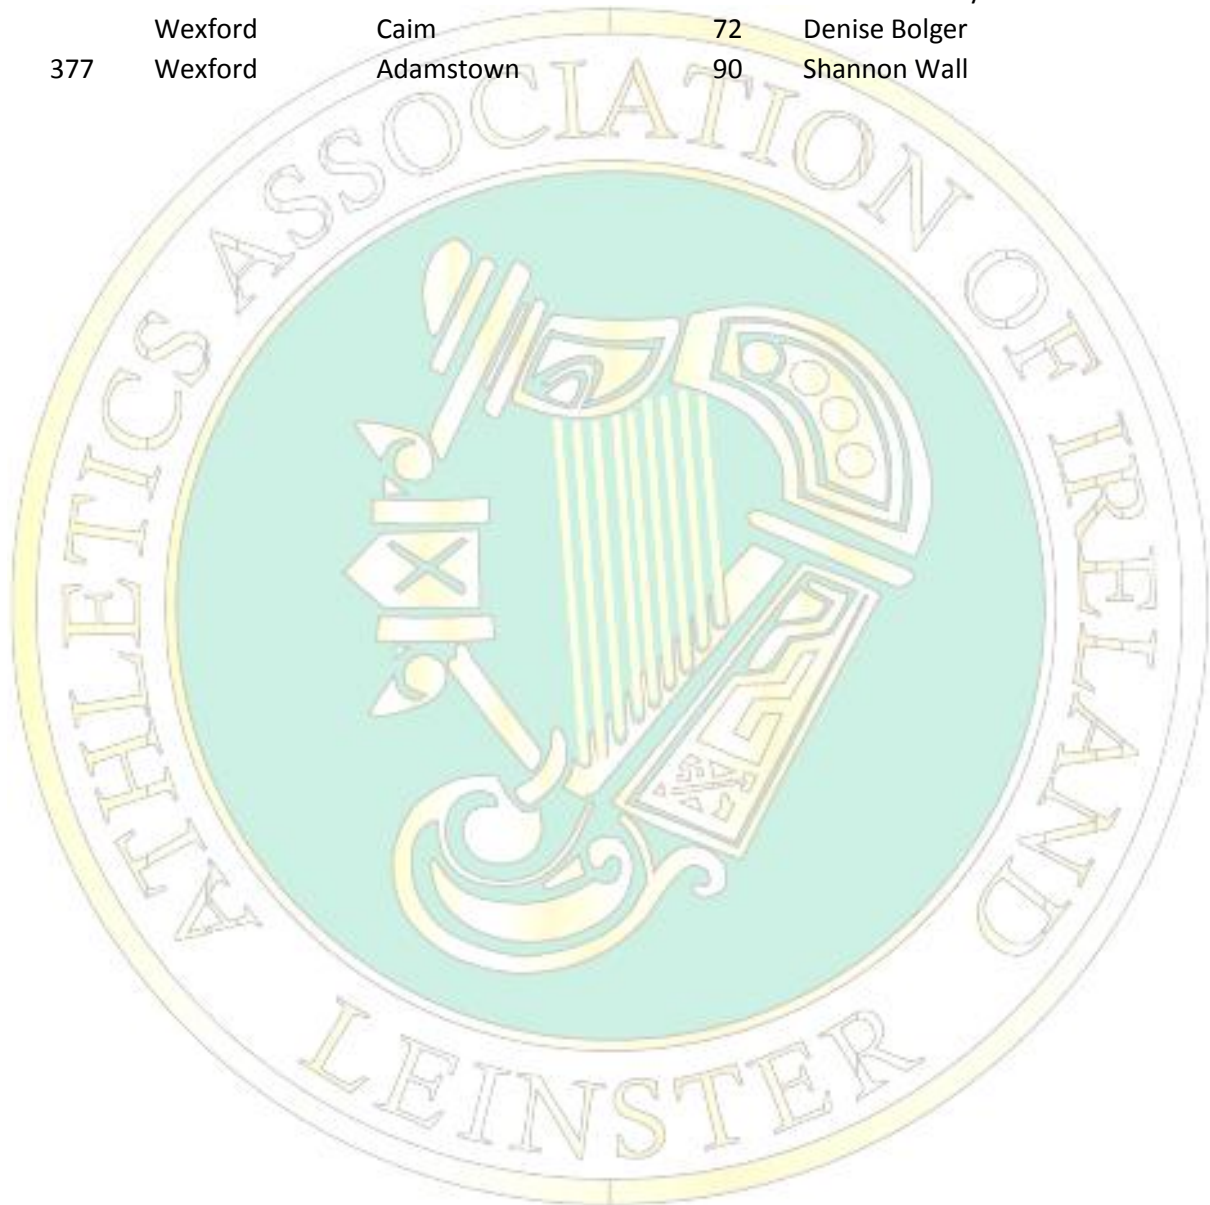 Wexford Caim 72 Denise Bolger
377 Wexford Adamstown 90 Shannon Wall
ATHLETICS ASSOCIATION OF IRELAND
LEINSTER